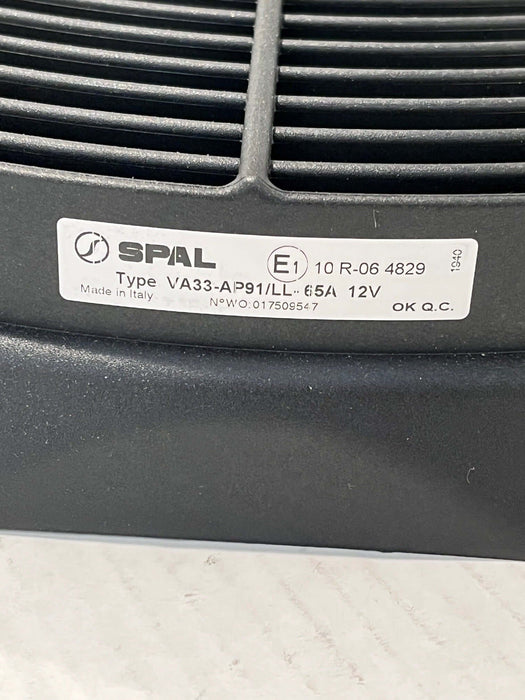 SPAL E1 10 R-06 4829
1940
Type VA33-AP91/LL-65A 12V
Made in Italy N°WO:017509547 OK Q.C.